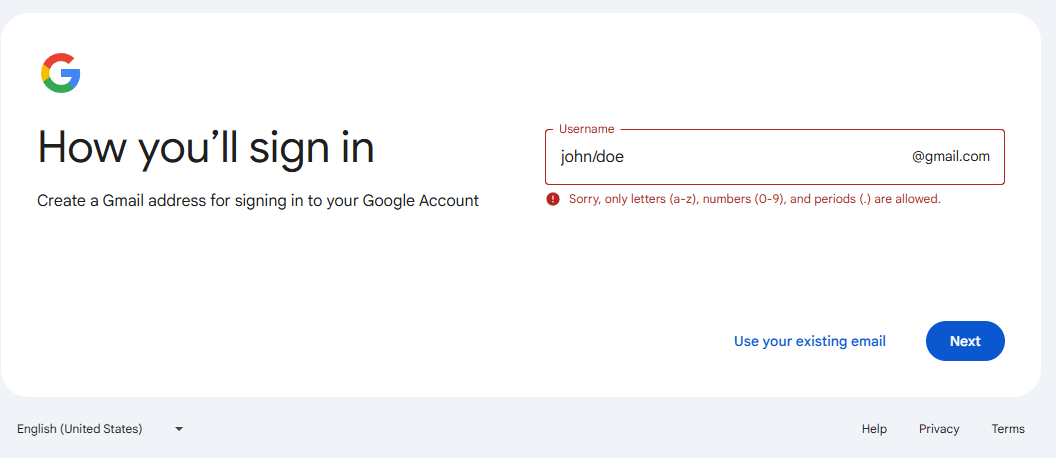 How you’ll sign in
Create a Gmail address for signing in to your Google Account
Username
john/doe @gmail.com
Sorry, only letters (a-z), numbers (0-9), and periods (.) are allowed.
Use your existing email Next
English (United States) Help Privacy Terms